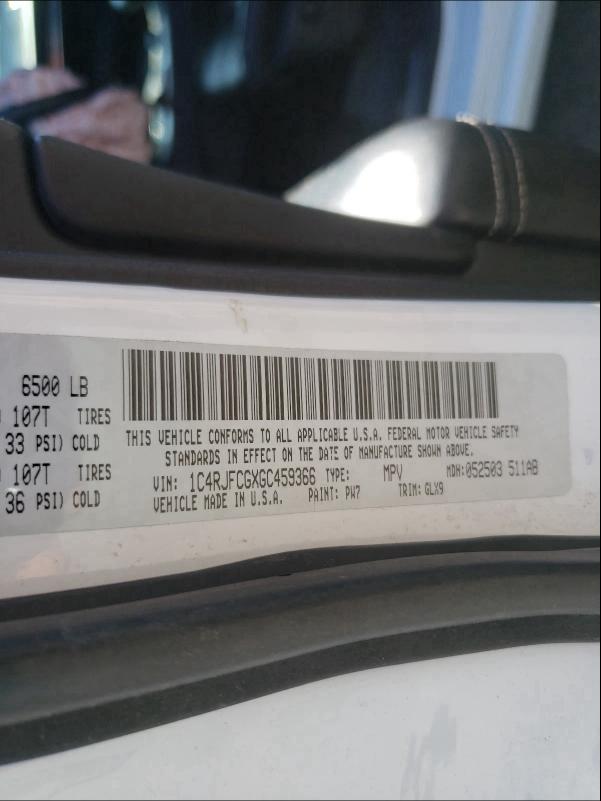 6500 LB
107T TIRES
33 PSI) COLD
107T TIRES
36 PSI) COLD
THIS VEHICLE CONFORMS TO ALL APPLICABLE U.S.A. FEDERAL MOTOR VEHICLE SAFETY
STANDARDS IN EFFECT ON THE DATE OF MANUFACTURE SHOWN ABOVE.
VIN: 1C4RJFCGXGC459366 TYPE: MPV MDH: 052503 511AB
VEHICLE MADE IN U.S.A. PAINT: PW7 TRIM: GLX9